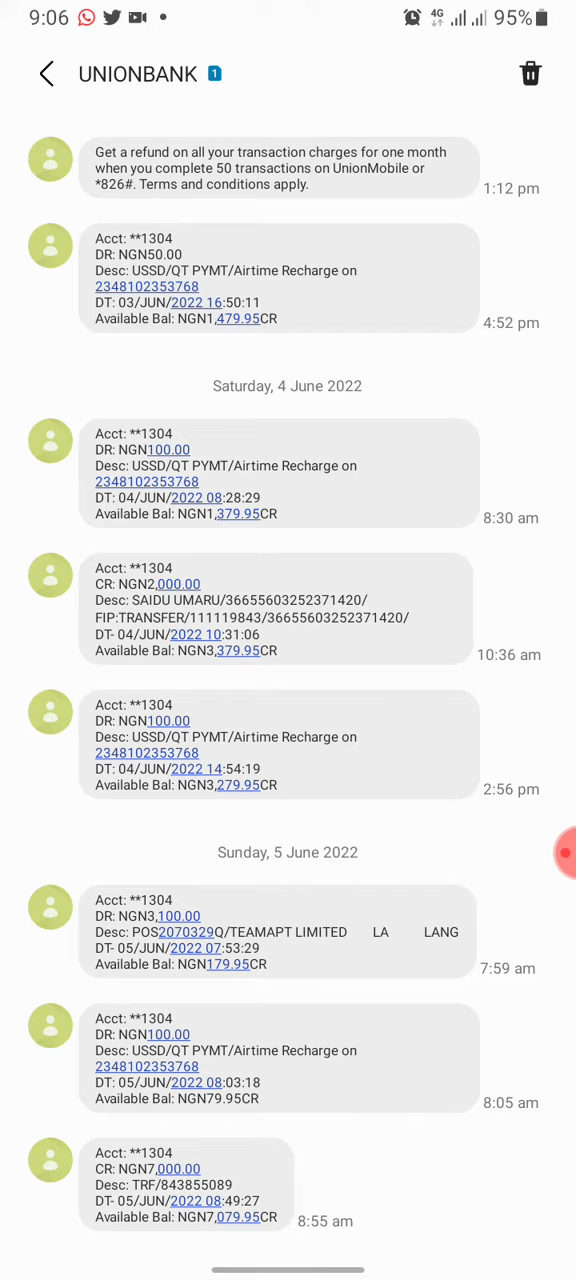 9:06
4G
95%
UNIONBANK 1
Get a refund on all your transaction charges for one month
when you complete 50 transactions on UnionMobile or
*826#. Terms and conditions apply.
1:12 pm
Acct: **1304
DR: NGN50.00
Desc: USSD/QT PYMT/Airtime Recharge on
2348102353768
DT: 03/JUN/2022 16:50:11
Available Bal: NGN1,479.95CR
4:52 pm
Saturday, 4 June 2022
Acct: **1304
DR: NGN100.00
Desc: USSD/QT PYMT/Airtime Recharge on
2348102353768
DT: 04/JUN/2022 08:28:29
Available Bal: NGN1,379.95CR
8:30 am
Acct: **1304
CR: NGN2,000.00
Desc: SAIDU UMARU/36655603252371420/
FIP:TRANSFER/111119843/36655603252371420/
DT- 04/JUN/2022 10:31:06
Available Bal: NGN3,379.95CR
10:36 am
Acct: **1304
DR: NGN100.00
Desc: USSD/QT PYMT/Airtime Recharge on
2348102353768
DT: 04/JUN/2022 14:54:19
Available Bal: NGN3,279.95CR
2:56 pm
Sunday, 5 June 2022
Acct: **1304
DR: NGN3,100.00
Desc: POS2070329Q/TEAMAPT LIMITED LA LANG
DT- 05/JUN/2022 07:53:29
Available Bal: NGN179.95CR
7:59 am
Acct: **1304
DR: NGN100.00
Desc: USSD/QT PYMT/Airtime Recharge on
2348102353768
DT: 05/JUN/2022 08:03:18
Available Bal: NGN79.95CR
8:05 am
Acct: **1304
CR: NGN7,000.00
Desc: TRF/843855089
DT- 05/JUN/2022 08:49:27
Available Bal: NGN7,079.95CR
8:55 am